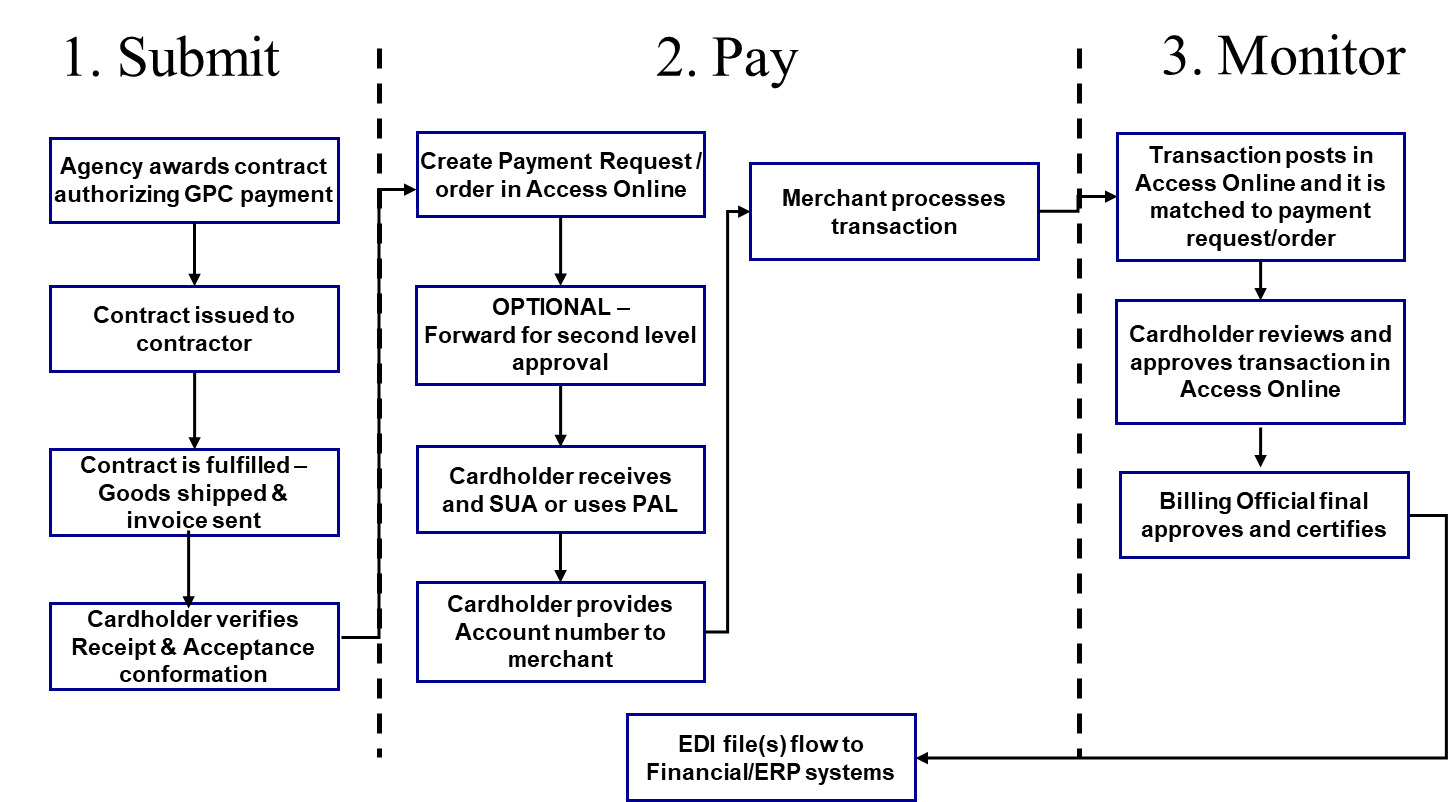 1. Submit
Agency awards contract
authorizing GPC payment
Contract issued to
contractor
Contract is fulfilled –
Goods shipped &
invoice sent
Cardholder verifies
Receipt & Acceptance
conformation
2. Pay
Create Payment Request /
order in Access Online
OPTIONAL –
Forward for second level
approval
Cardholder receives
and SUA or uses PAL
Cardholder provides
Account number to
merchant
Merchant processes
transaction
3. Monitor
Transaction posts in
Access Online and it is
matched to payment
request/order
Cardholder reviews and
approves transaction in
Access Online
Billing Official final
approves and certifies
EDI file(s) flow to
Financial/ERP systems